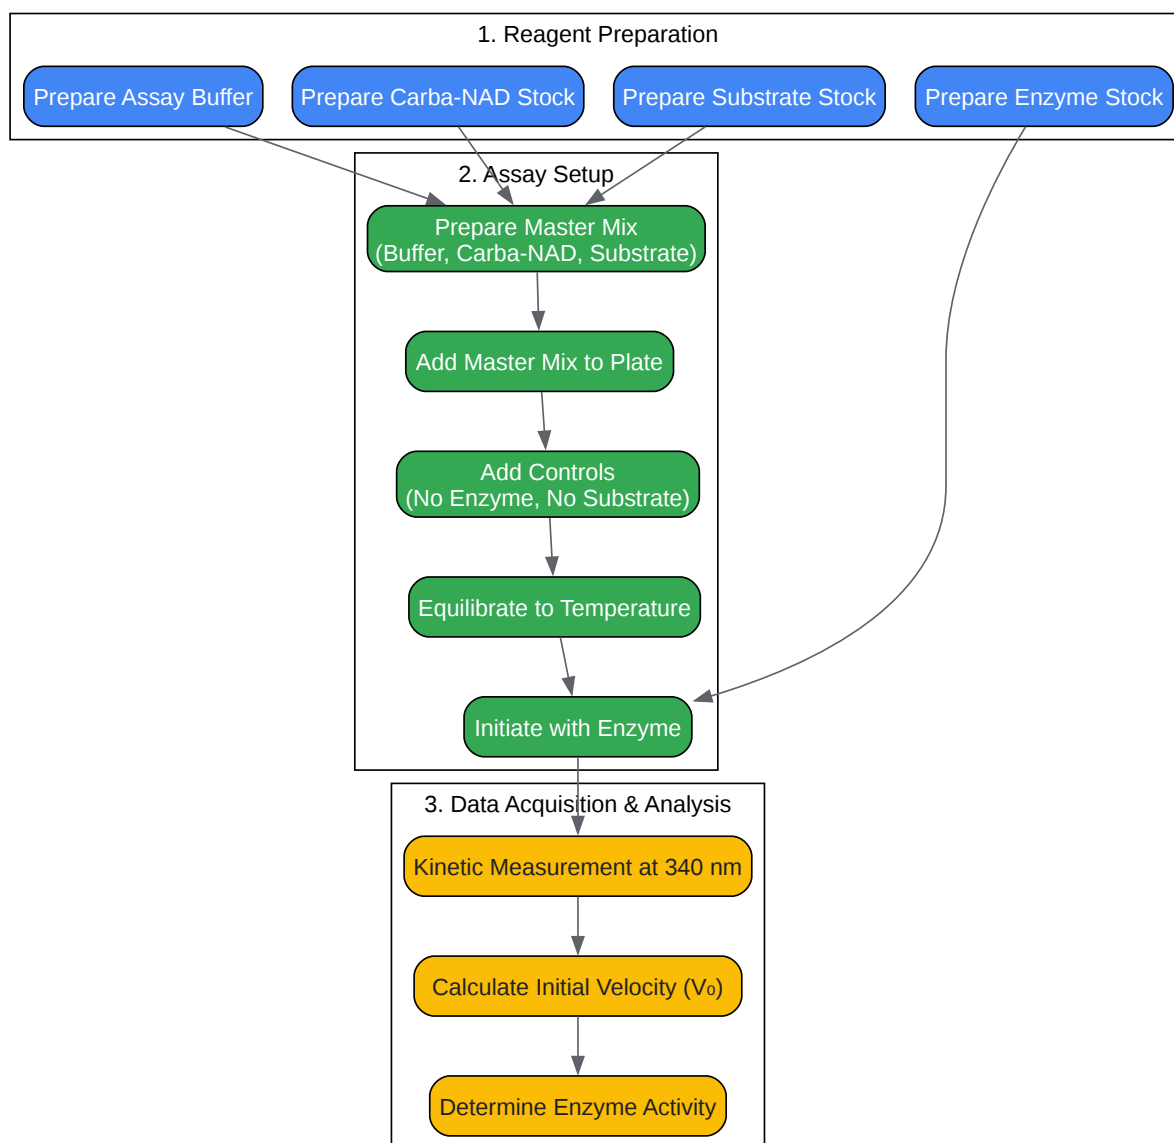 1. Reagent Preparation
Prepare Assay Buffer
Prepare Carba-NAD Stock
Prepare Substrate Stock
Prepare Enzyme Stock
2. Assay Setup
Prepare Master Mix
(Buffer, Carba-NAD, Substrate)
Add Master Mix to Plate
Add Controls
(No Enzyme, No Substrate)
Equilibrate to Temperature
Initiate with Enzyme
3. Data Acquisition & Analysis
Kinetic Measurement at 340 nm
Calculate Initial Velocity (V₀)
Determine Enzyme Activity